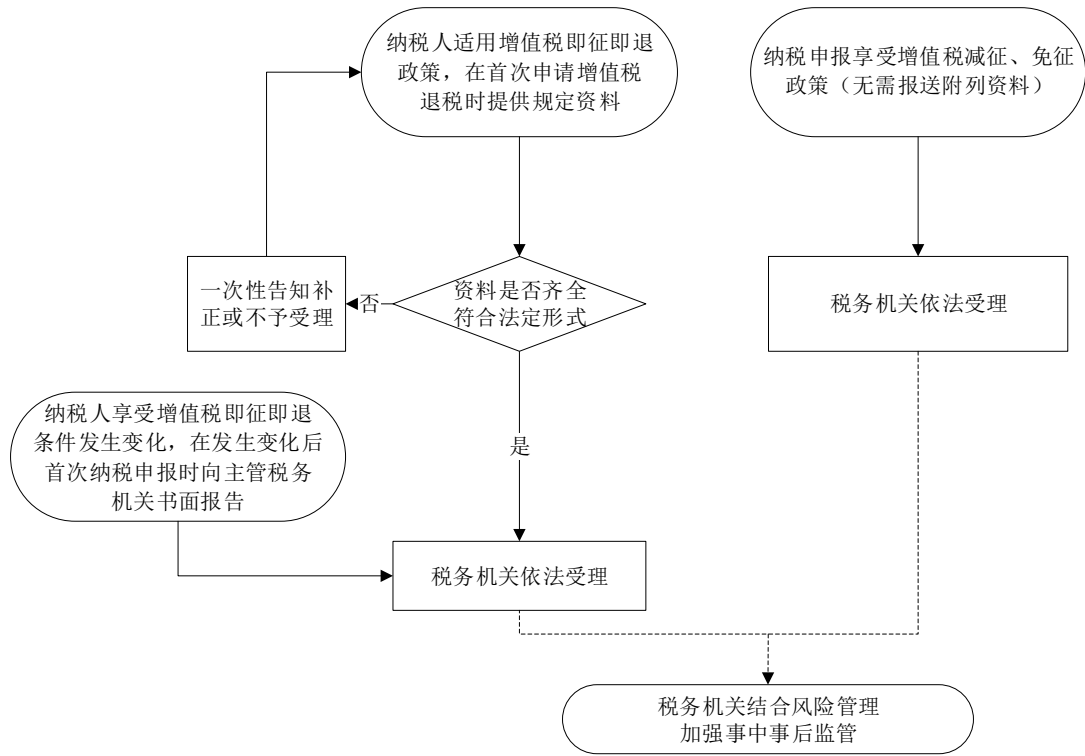 纳税人适用增值税即征即退
政策，在首次申请增值税
退税时提供规定资料
纳税申报享受增值税减征、免征
政策（无需报送附列资料）
一次性告知补
正或不予受理
否
资料是否齐全
符合法定形式
税务机关依法受理
纳税人享受增值税即征即退
条件发生变化，在发生变化后
首次纳税申报时向主管税务
机关书面报告
是
税务机关依法受理
税务机关结合风险管理
加强事中事后监管